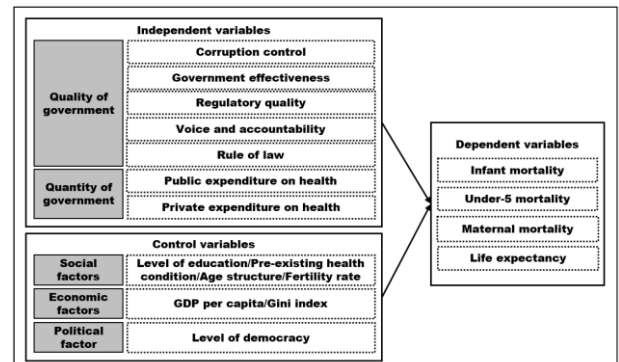 Independent variables
Quality of
government
Corruption control
Government effectiveness
Regulatory quality
Voice and accountability
Rule of law
Quantity of
government
Public expenditure on health
Private expenditure on health
Control variables
Social
factors
Level of education/Pre-existing health
condition/Age structure/Fertility rate
Economic
factors
GDP per capita/Gini index
Political
factor
Level of democracy
Dependent variables
Infant mortality
Under-5 mortality
Maternal mortality
Life expectancy